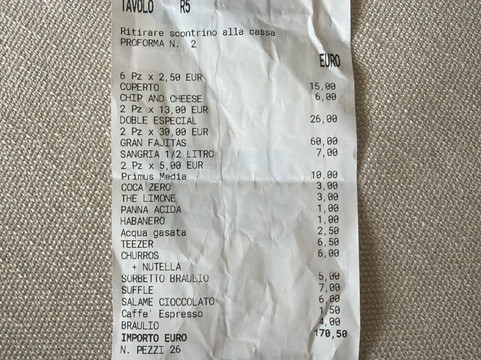 TAVOLO R5
Ritirare scontrino alla cassa
PROFORMA N. 2
EURO
6 Pz x 2,50 EUR
COPERTO 15,00
CHIP AND CHEESE 6,00
2 Pz x 13,00 EUR
DOBLE ESPECIAL 26,00
2 Pz x 30,00 EUR
GRAN FAJITAS 60,00
SANGRIA 1/2 LITRO 7,00
2 Pz x 5,00 EUR
Primus Media 10,00
COCA ZERO 3,00
THE LIMONE 3,00
PANNA ACIDA 1,00
HABANERO 1,00
Acqua gasata 2,50
TEEZER 6,50
CHURROS 6,00
+ NUTELLA
SORBETTO BRAULIO 5,00
SUFFLE 7,00
SALAME CIOCCOLATO 6,00
Caffe' Espresso 1,50
BRAULIO 4,00
IMPORTO EURO 170,50
N. PEZZI 26